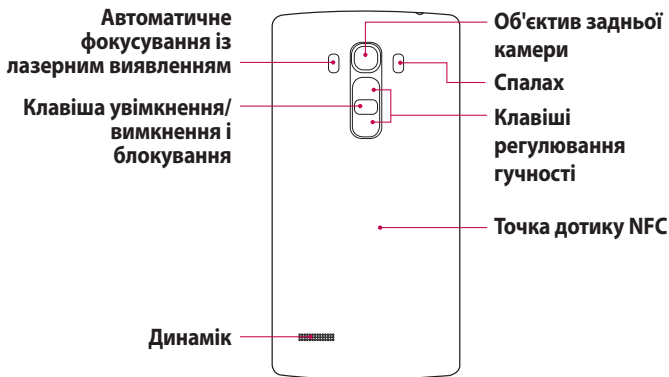 Автоматичне
фокусування із
лазерним виявленням
Клавіша увімкнення/
вимкнення і
блокування
Динамік
Об'єктив задньої
камери
Спалах
Клавіші
регулювання
гучності
Точка дотику NFC